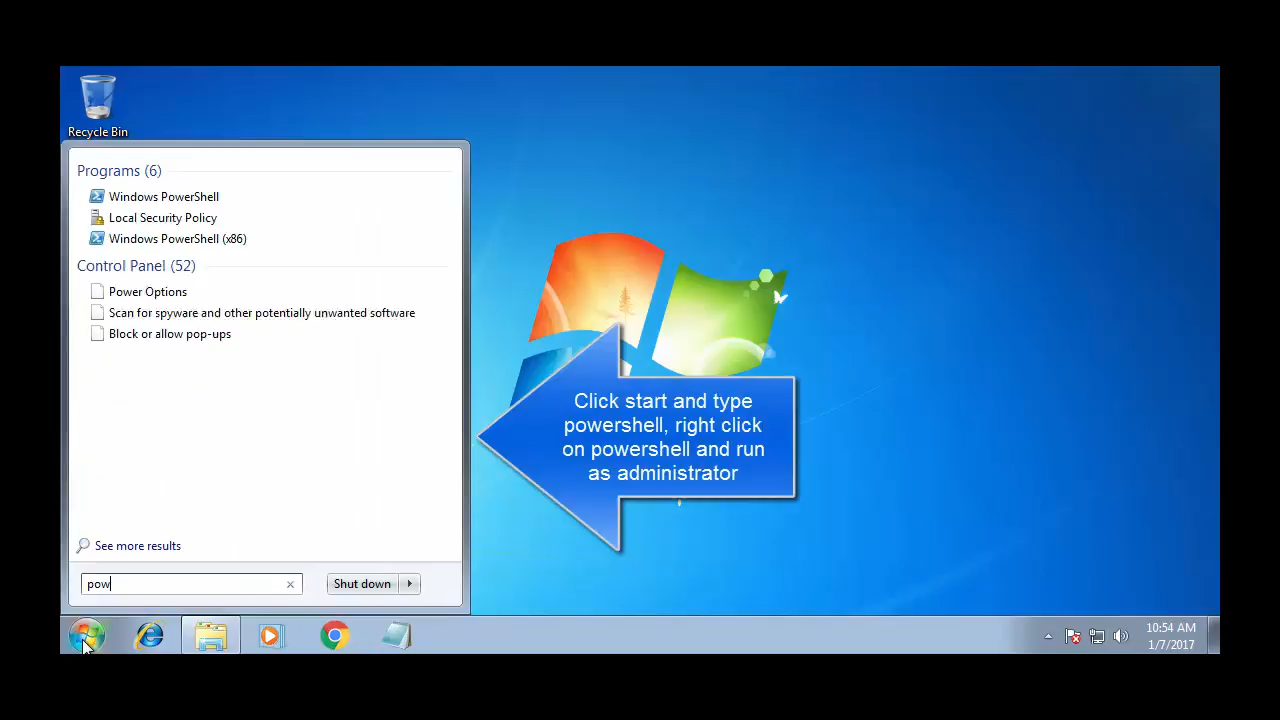 Recycle Bin
Programs (6)
Windows PowerShell
Local Security Policy
Windows PowerShell (x86)
Control Panel (52)
Power Options
Scan for spyware and other potentially unwanted software
Block or allow pop-ups
Click start and type
powershell, right click
on powershell and run
as administrator
See more results
pow
Shut down
10:54 AM
1/7/2017